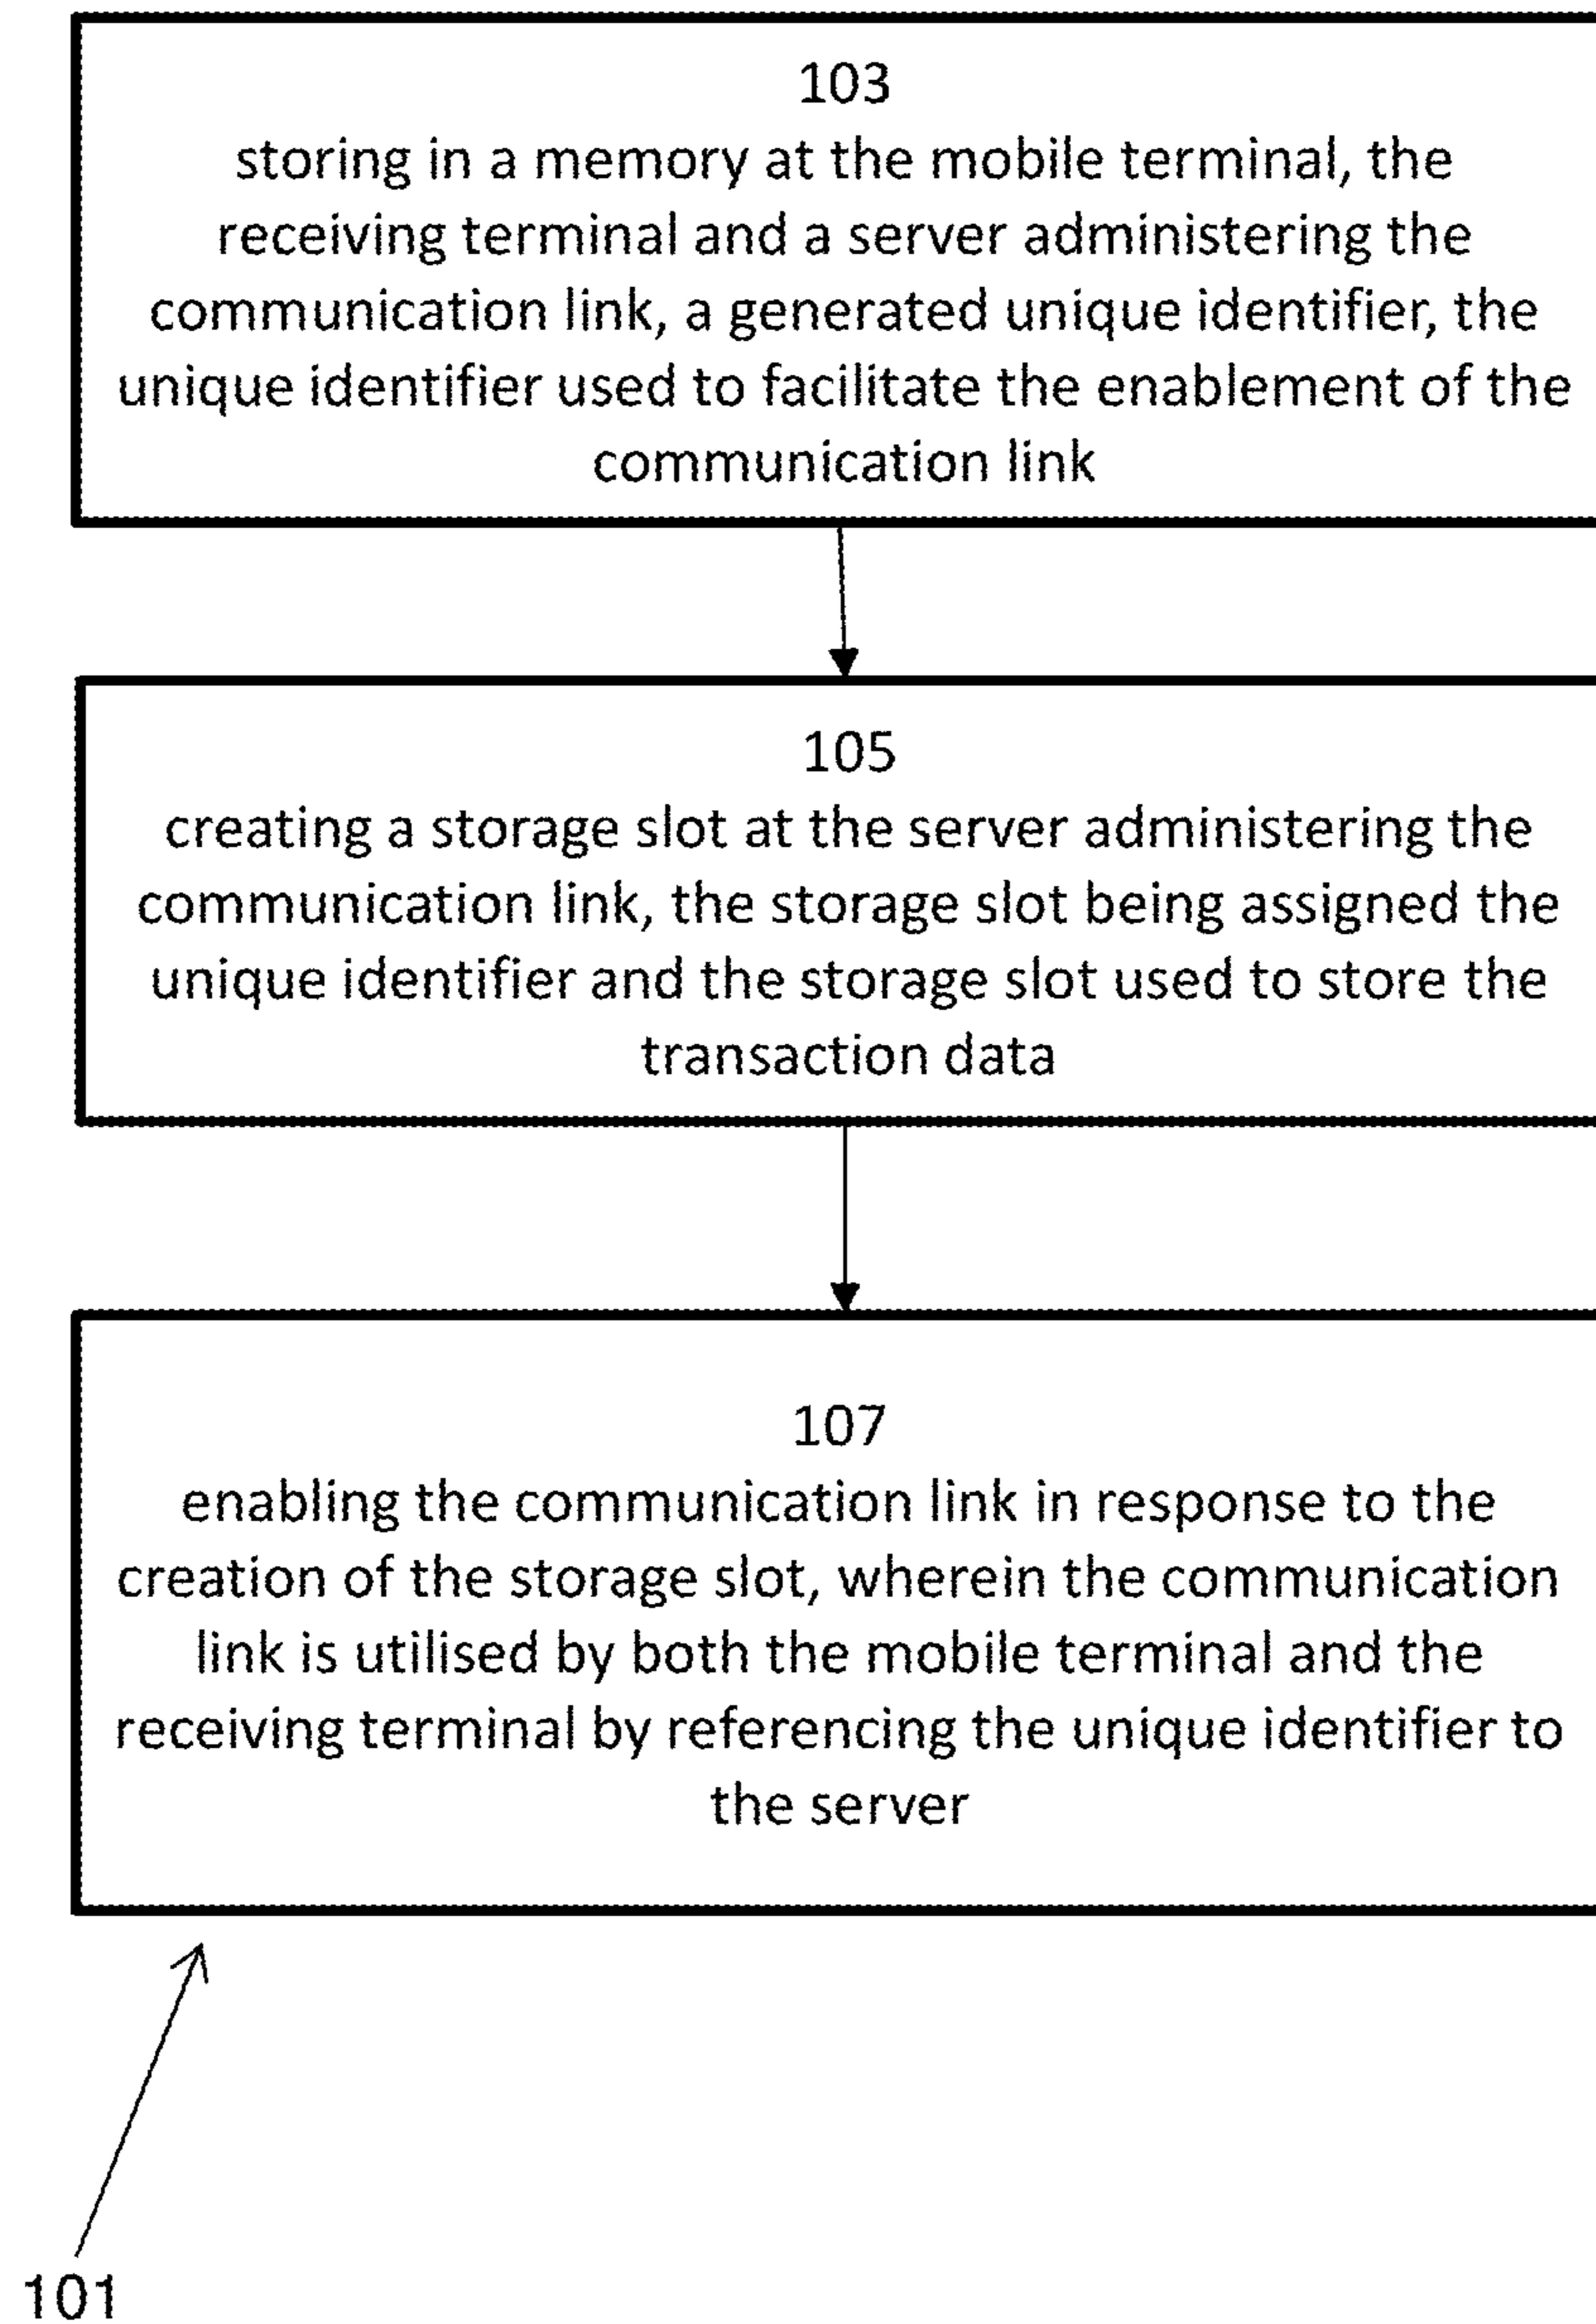 103
storing in a memory at the mobile terminal, the
receiving terminal and a server administering the
communication link, a generated unique identifier, the
unique identifier used to facilitate the enablement of the
communication link
105
creating a storage slot at the server administering the
communication link, the storage slot being assigned the
unique identifier and the storage slot used to store the
transaction data
107
enabling the communication link in response to the
creation of the storage slot, wherein the communication
link is utilised by both the mobile terminal and the
receiving terminal by referencing the unique identifier to
the server
101